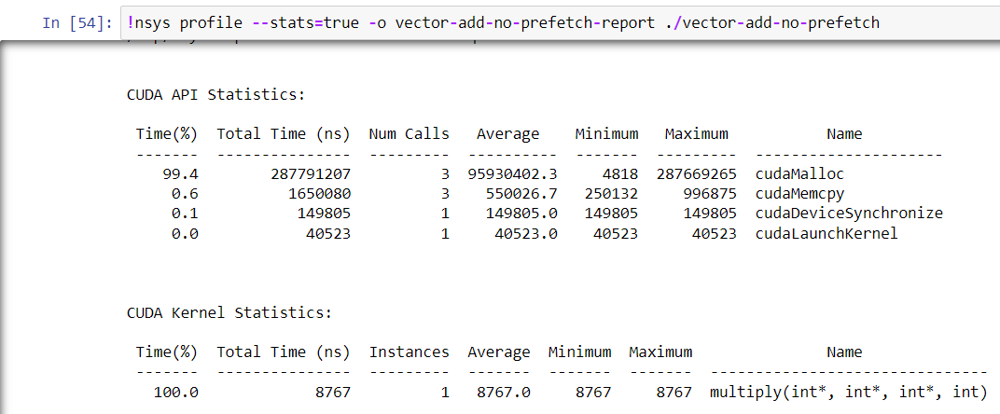 In [54]: !nsys profile --stats=true -o vector-add-no-prefetch-report ./vector-add-no-prefetch
CUDA API Statistics:
Time(%) Total Time (ns) Num Calls Average Minimum Maximum Name
------- --------------- --------- ---------- ------- --------- ---------------------
99.4 287791207 3 95930402.3 4818 287669265 cudaMalloc
0.6 1650080 3 550026.7 250132 996875 cudaMemcpy
0.1 149805 1 149805.0 149805 149805 cudaDeviceSynchronize
0.0 40523 1 40523.0 40523 40523 cudaLaunchKernel
CUDA Kernel Statistics:
Time(%) Total Time (ns) Instances Average Minimum Maximum Name
------- --------------- --------- ------- ------- ------- -------------------------------
100.0 8767 1 8767.0 8767 8767 multiply(int*, int*, int*, int)